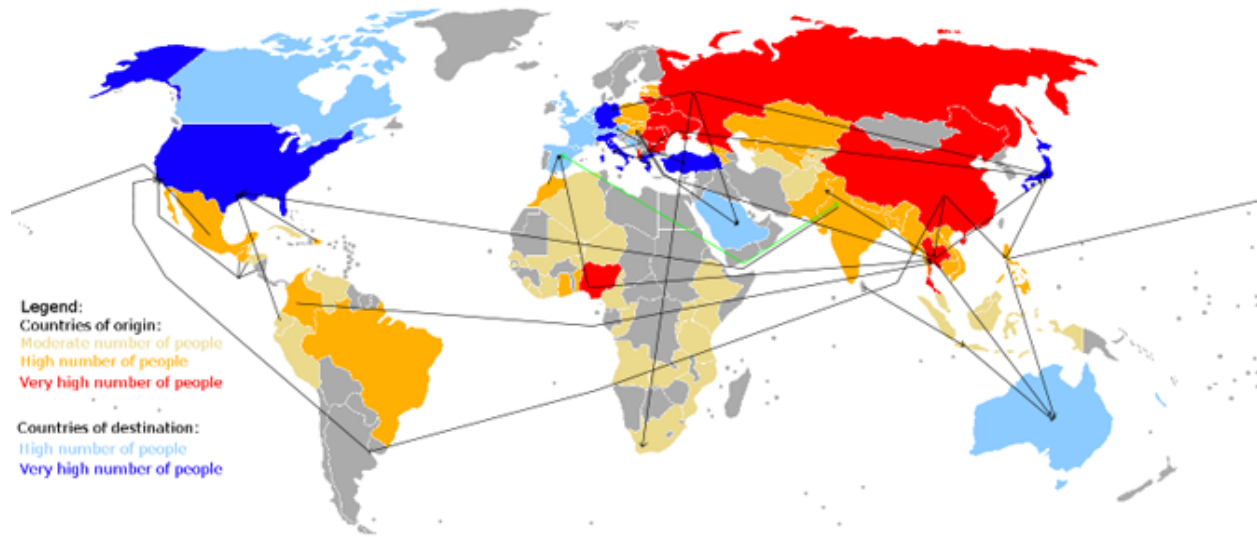 Legend:
Countries of origin:
Moderate number of people
High number of people
Very high number of people
Countries of destination:
High number of people
Very high number of people